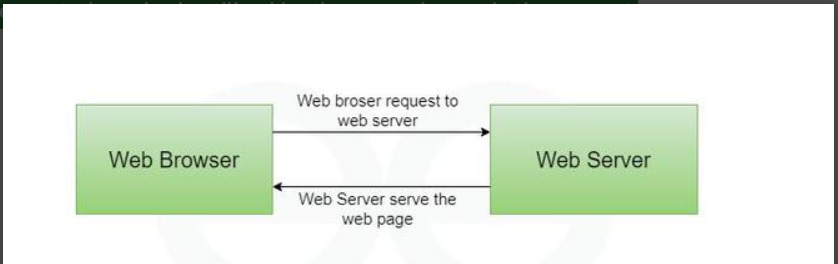 Web broser request to
web server
Web Browser
Web Server
Web Server serve the
web page